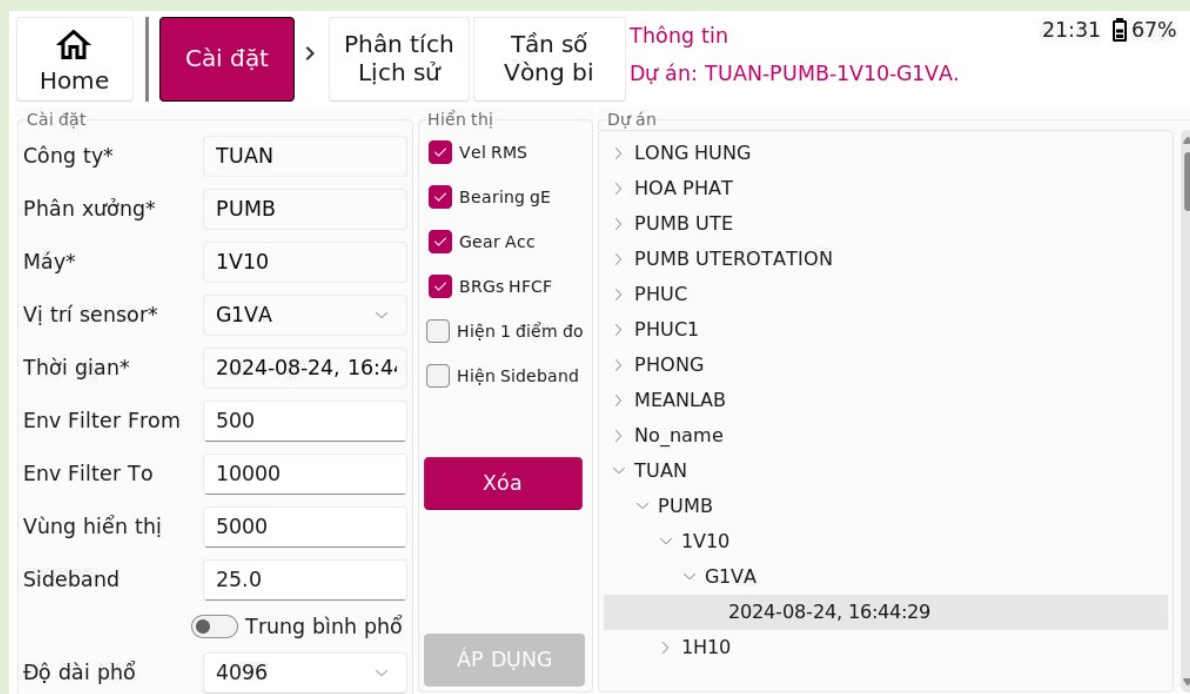 Home
Cài đặt
Phân tích
Lịch sử
Tần số
Vòng bi
Thông tin
Dự án: TUAN-PUMB-1V10-G1VA.
21:31 67%
Cài đặt
Công ty* TUAN
Phân xưởng* PUMB
Máy* 1V10
Vị trí sensor* G1VA
Thời gian* 2024-08-24, 16:4
Env Filter From 500
Env Filter To 10000
Vùng hiển thị 5000
Sideband 25.0
Trung bình phổ
Độ dài phổ 4096
Hiển thị
Vel RMS
Bearing gE
Gear Acc
BRGs HFCF
Hiện 1 điểm đo
Hiện Sideband
Xóa
ÁP DỤNG
Dự án
LONG HUNG
HOA PHAT
PUMB UTE
PUMB UTEROTATION
PHUC
PHUC1
PHONG
MEANLAB
No_name
TUAN
PUMB
1V10
G1VA
2024-08-24, 16:44:29
1H10